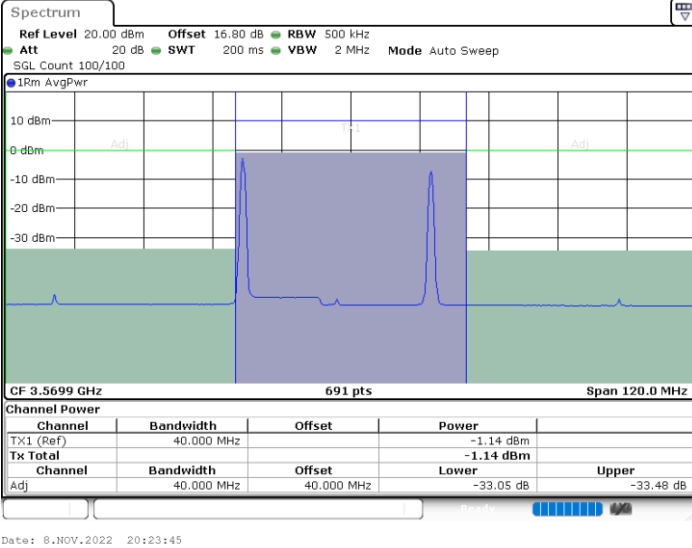 Spectrum
Ref Level 20.00 dBm Offset 16.80 dB RBW 500 kHz
Att 20 dB SWT 200 ms VBW 2 MHz Mode Auto Sweep
SGL Count 100/100
1Rm AvgPwr
10 dBm
TX1
Adj
Adj
0 dBm
-10 dBm
-20 dBm
-30 dBm
CF 3.5699 GHz 691 pts Span 120.0 MHz
Channel Power
Channel Bandwidth Offset Power
TX1 (Ref) 40.000 MHz -1.14 dBm
Tx Total -1.14 dBm
Channel Bandwidth Offset Lower Upper
Adj 40.000 MHz 40.000 MHz -33.05 dB -33.48 dB
Ready
Date: 8.NOV.2022 20:23:45